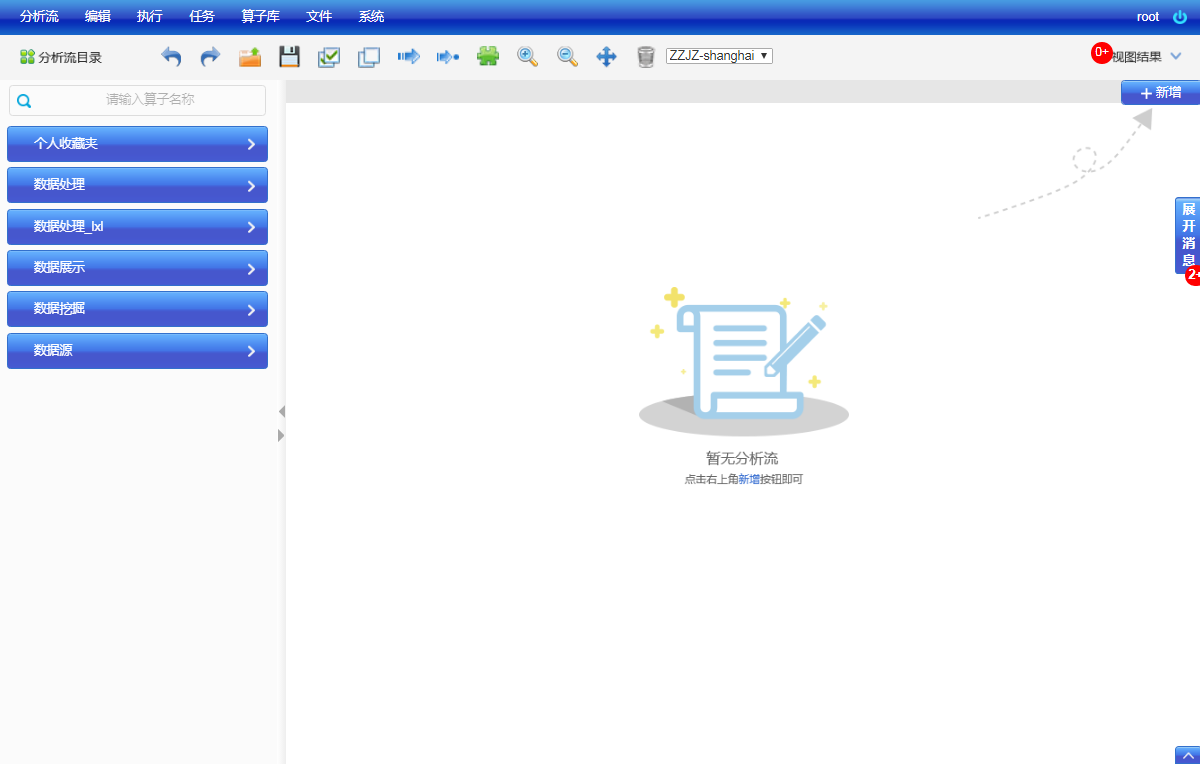 分析流 编辑 执行 任务 算子库 文件 系统 root
分析流目录 ZZJZ-shanghai 0+ 视图结果
请输入算子名称 新增
个人收藏夹
数据处理
数据处理_lxl
数据展示
数据挖掘
数据源
展开消息
2+
暂无分析流
点击右上角新增按钮即可